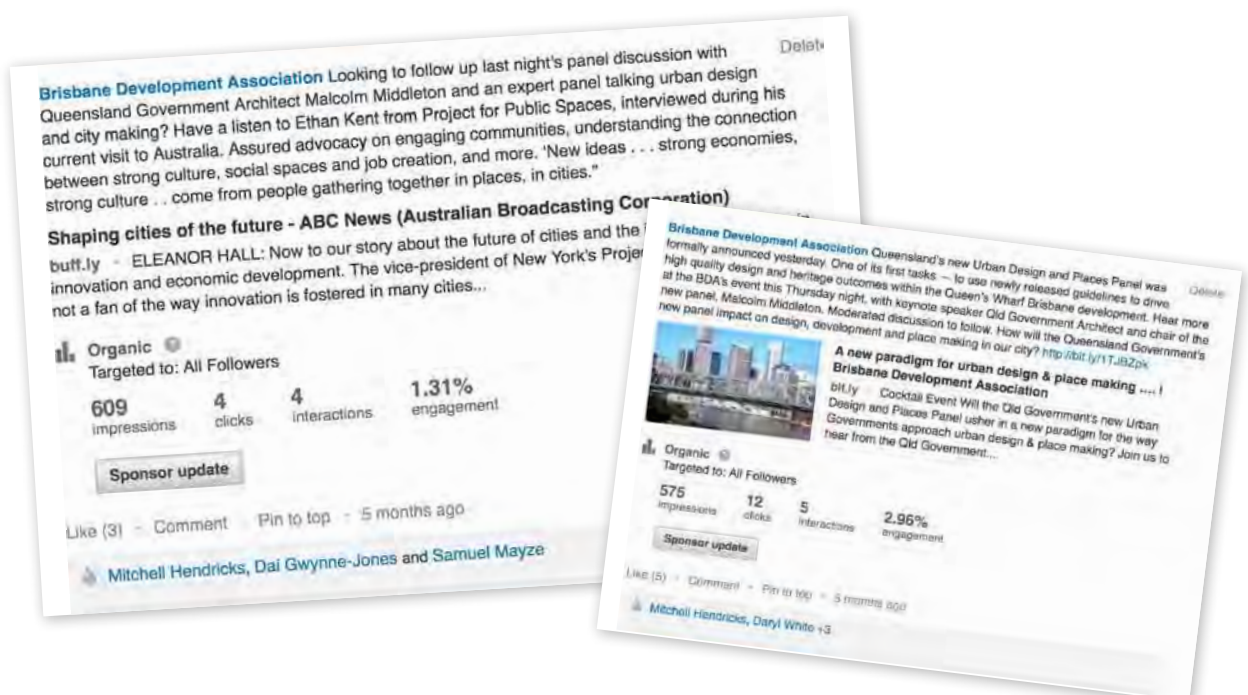 Brisbane Development Association Looking to follow up last night's panel discussion with
Queensland Government Architect Malcolm Middleton and an expert panel talking urban design
and city making? Have a listen to Ethan Kent from Project for Public Spaces, interviewed during his
current visit to Australia. Assured advocacy on engaging communities, understanding the connection
between strong culture, social spaces and job creation, and more. 'New ideas . . . strong economies,
strong culture . . come from people gathering together in places, in cities."
Delete
Shaping cities of the future - ABC News (Australian Broadcasting Corporation)
buff.ly · ELEANOR HALL: Now to our story about the future of cities and the
innovation and economic development. The vice-president of New York's Projec
not a fan of the way innovation is fostered in many cities...
Organic
Targeted to: All Followers
609 4 4 1.31%
impressions clicks interactions engagement
Sponsor update
Like (3) · Comment Pin to top · 5 months ago
Mitchell Hendricks, Dai Gwynne-Jones and Samuel Mayze
Brisbane Development Association Queensland's new Urban Design and Places Panel was
formally announced yesterday. One of its first tasks – to use newly released guidelines to drive
high quality design and heritage outcomes within the Queen's Wharf Brisbane development. Hear more
at the BDA's event this Thursday night, with keynote speaker Qld Government Architect and chair of the
new panel, Malcolm Middleton. Moderated discussion to follow. How will the Queensland Government's
new panel impact on design, development and place making in our city? http://bit.ly/1TJBZpk
Delete
A new paradigm for urban design & place making .... |
Brisbane Development Association
bit.ly Cocktail Event Will the Qld Government's new Urban
Design and Places Panel usher in a new paradigm for the way
Governments approach urban design & place making? Join us to
hear from the Qld Government....
Organic
Targeted to: All Followers
575 12 5 2.96%
impressions clicks interactions engagement
Sponsor update
Like (5) · Comment · Pin to top · 5 months ago
Mitchell Hendricks, Daryl White +3